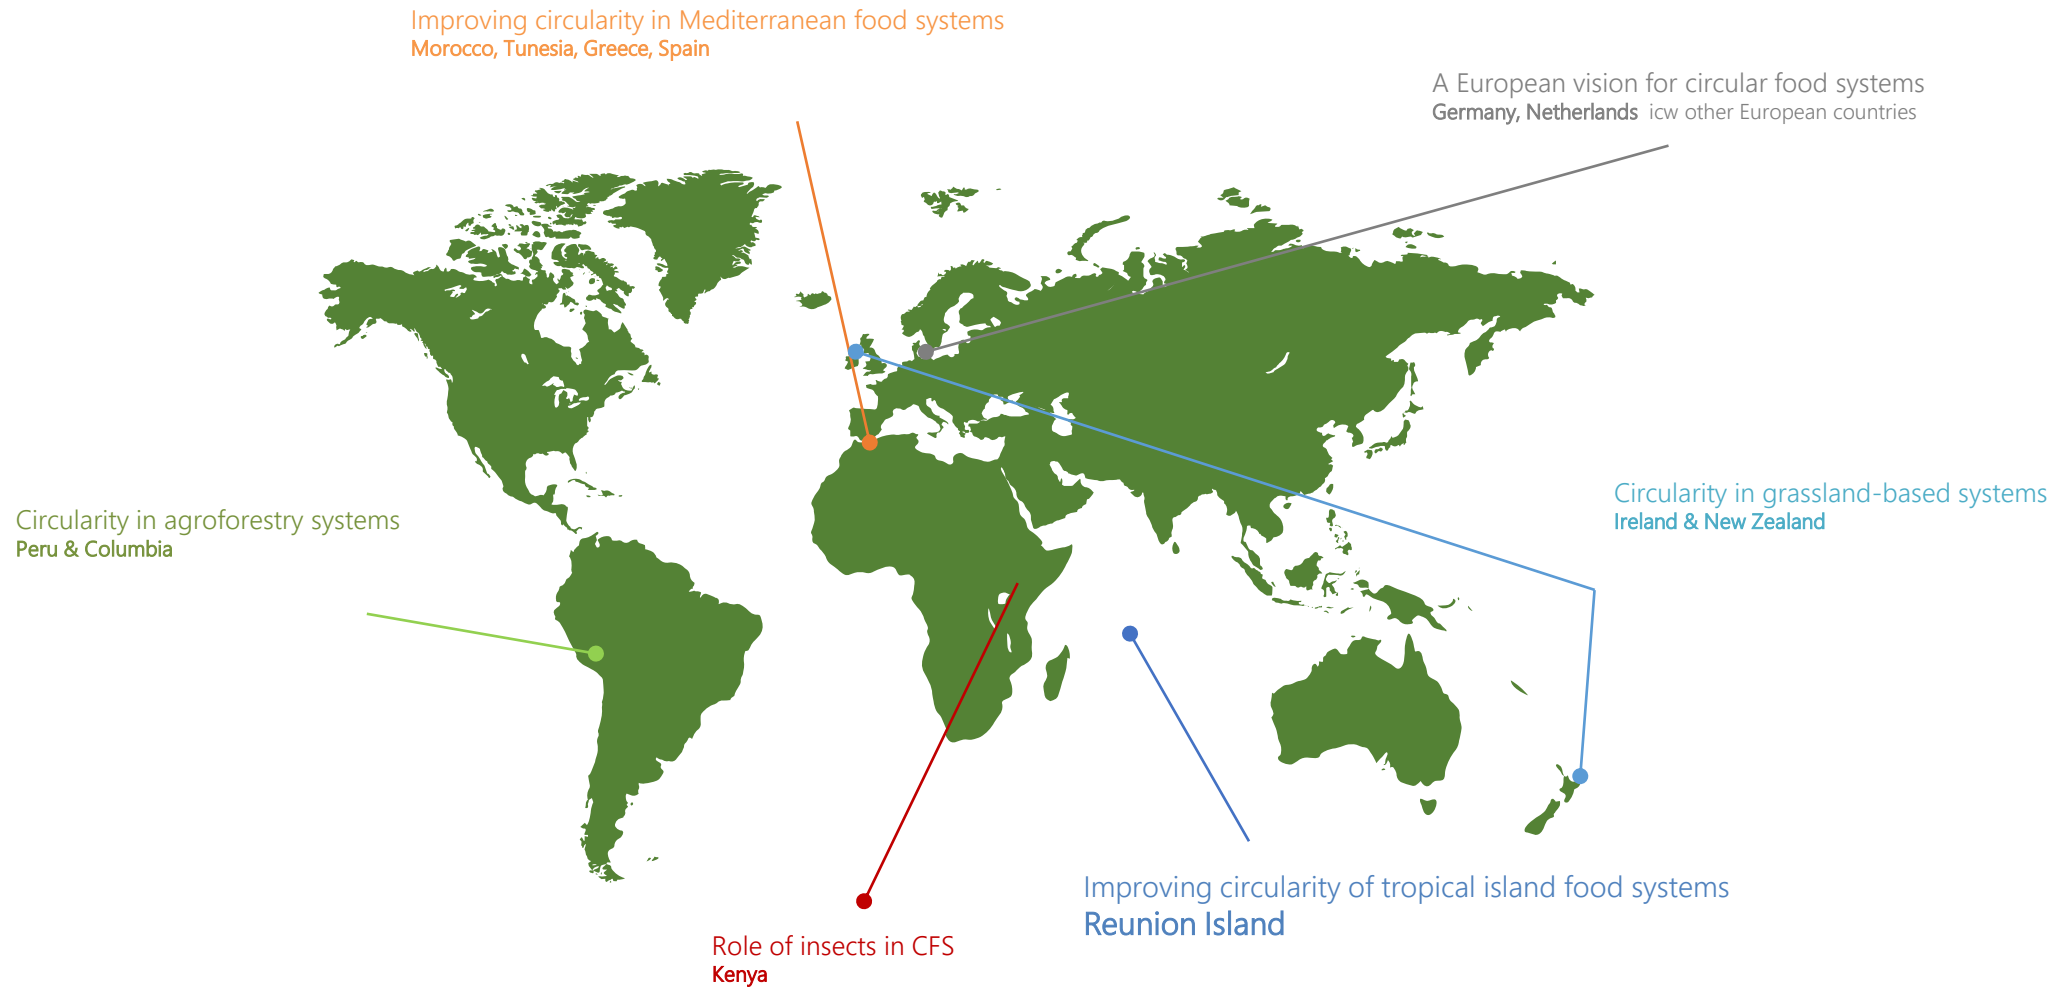 Improving circularity in Mediterranean food systems
Morocco, Tunesia, Greece, Spain
A European vision for circular food systems
Germany, Netherlands icw other European countries
Circularity in grassland-based systems
Ireland & New Zealand
Circularity in agroforestry systems
Peru & Columbia
Improving circularity of tropical island food systems
Reunion Island
Role of insects in CFS
Kenya